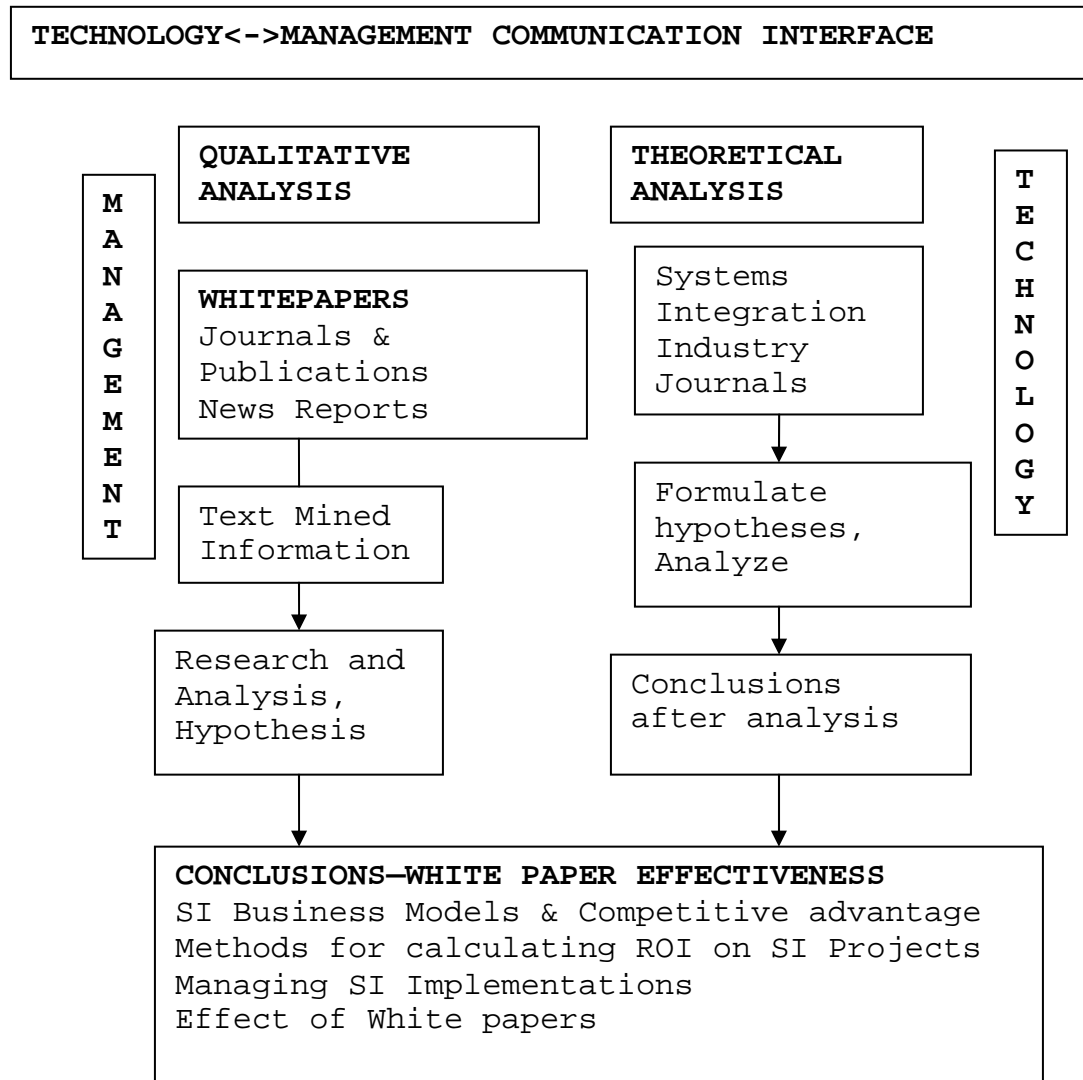 TECHNOLOGY<->MANAGEMENT COMMUNICATION INTERFACE
QUALITATIVE
ANALYSIS
THEORETICAL
ANALYSIS
M
A
N
A
G
E
M
E
N
T
T
E
C
H
N
O
L
O
G
Y
WHITEPAPERS
Journals &
Publications
News Reports
Systems
Integration
Industry
Journals
Text Mined
Information
Formulate
hypotheses,
Analyze
Research and
Analysis,
Hypothesis
Conclusions
after analysis
CONCLUSIONS—WHITE PAPER EFFECTIVENESS
SI Business Models & Competitive advantage
Methods for calculating ROI on SI Projects
Managing SI Implementations
Effect of White papers